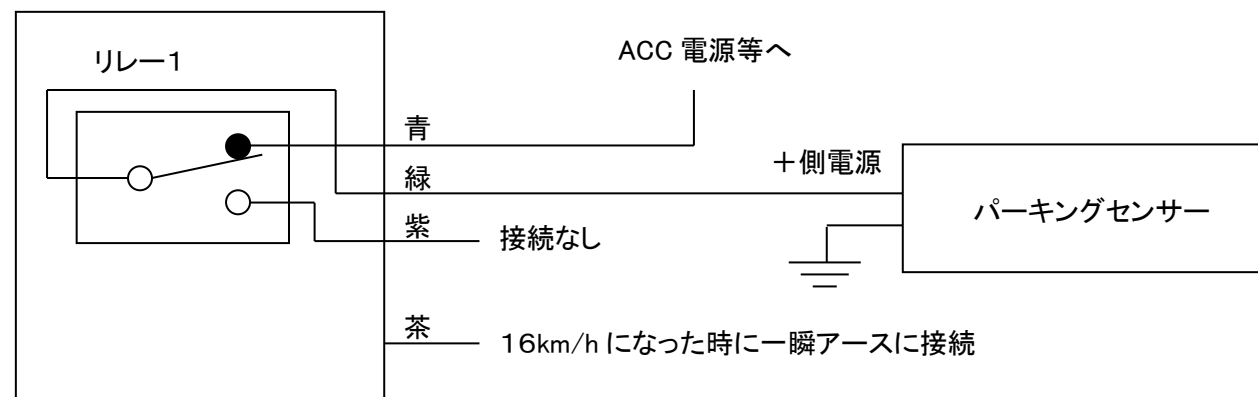 リレー１
ACC 電源等へ
青
＋側電源
緑
パーキングセンサー
紫
接続なし
茶
１６km/h になった時に一瞬アースに接続